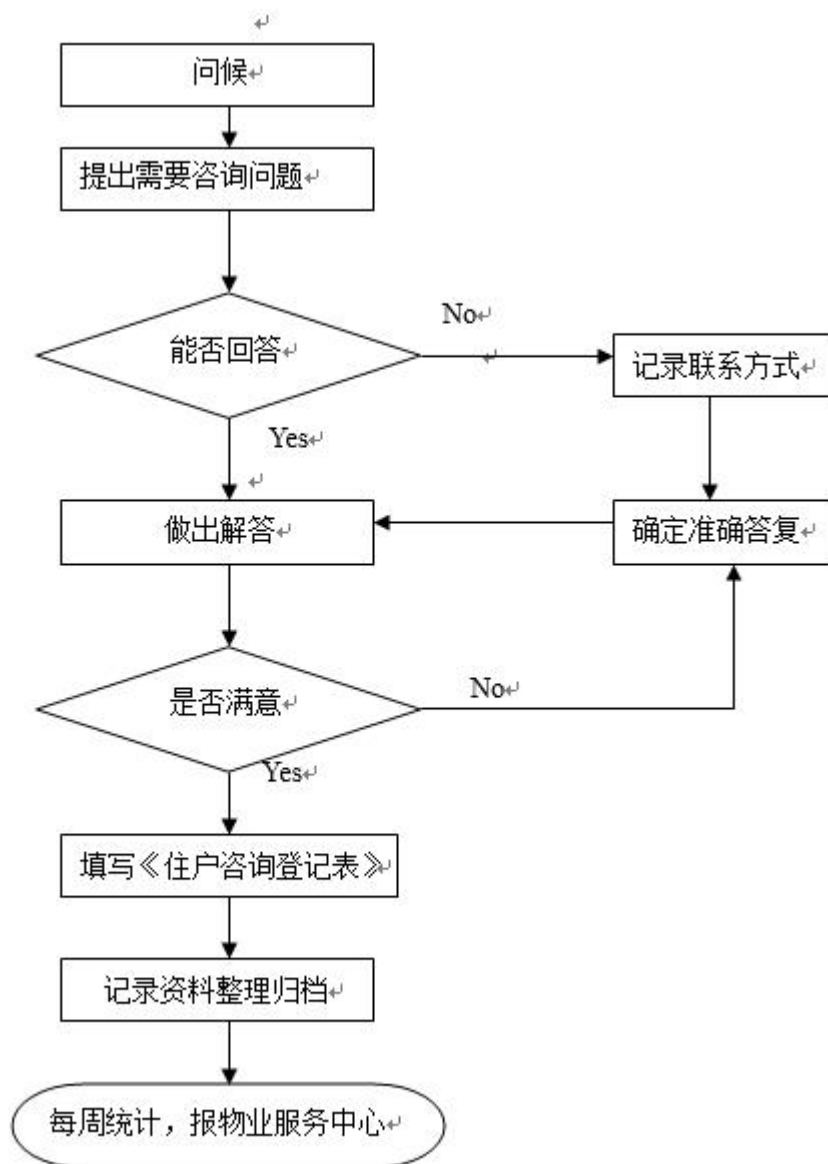 问候
提出需要咨询问题
No
能否回答
记录联系方式
Yes
做出解答
确定准确答复
No
是否满意
Yes
填写《住户咨询登记表》
记录资料整理归档
每周统计，报物业服务中心